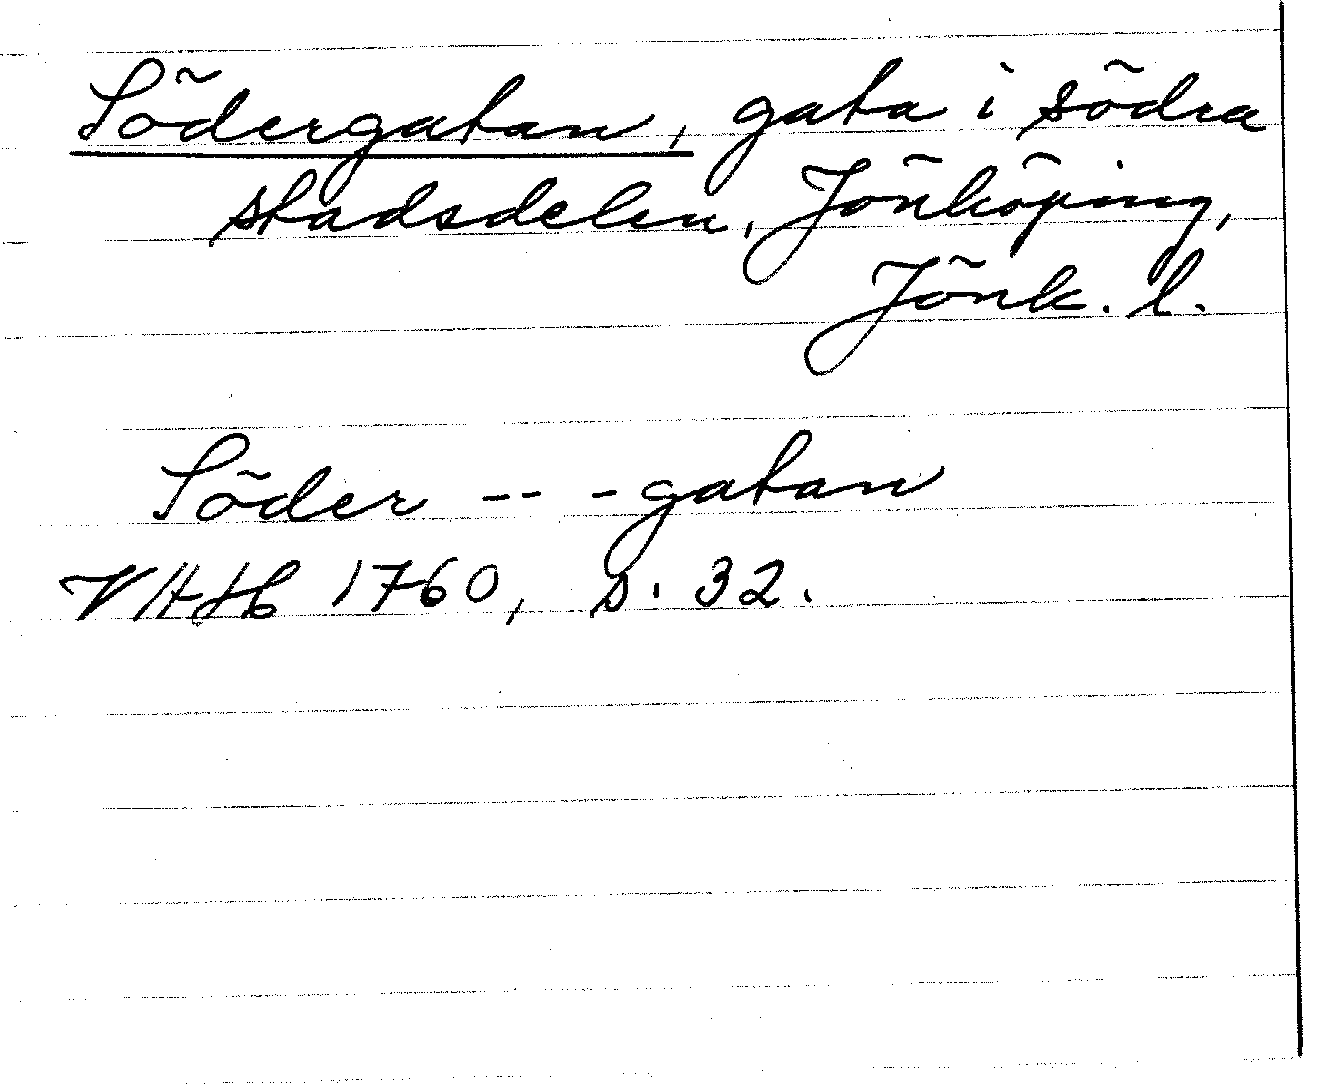 Södergatan, gata i södra
stadsdelen, Jönköping,
Jönk. l.
Söder -- - gatan
VHH 1760, s. 32.